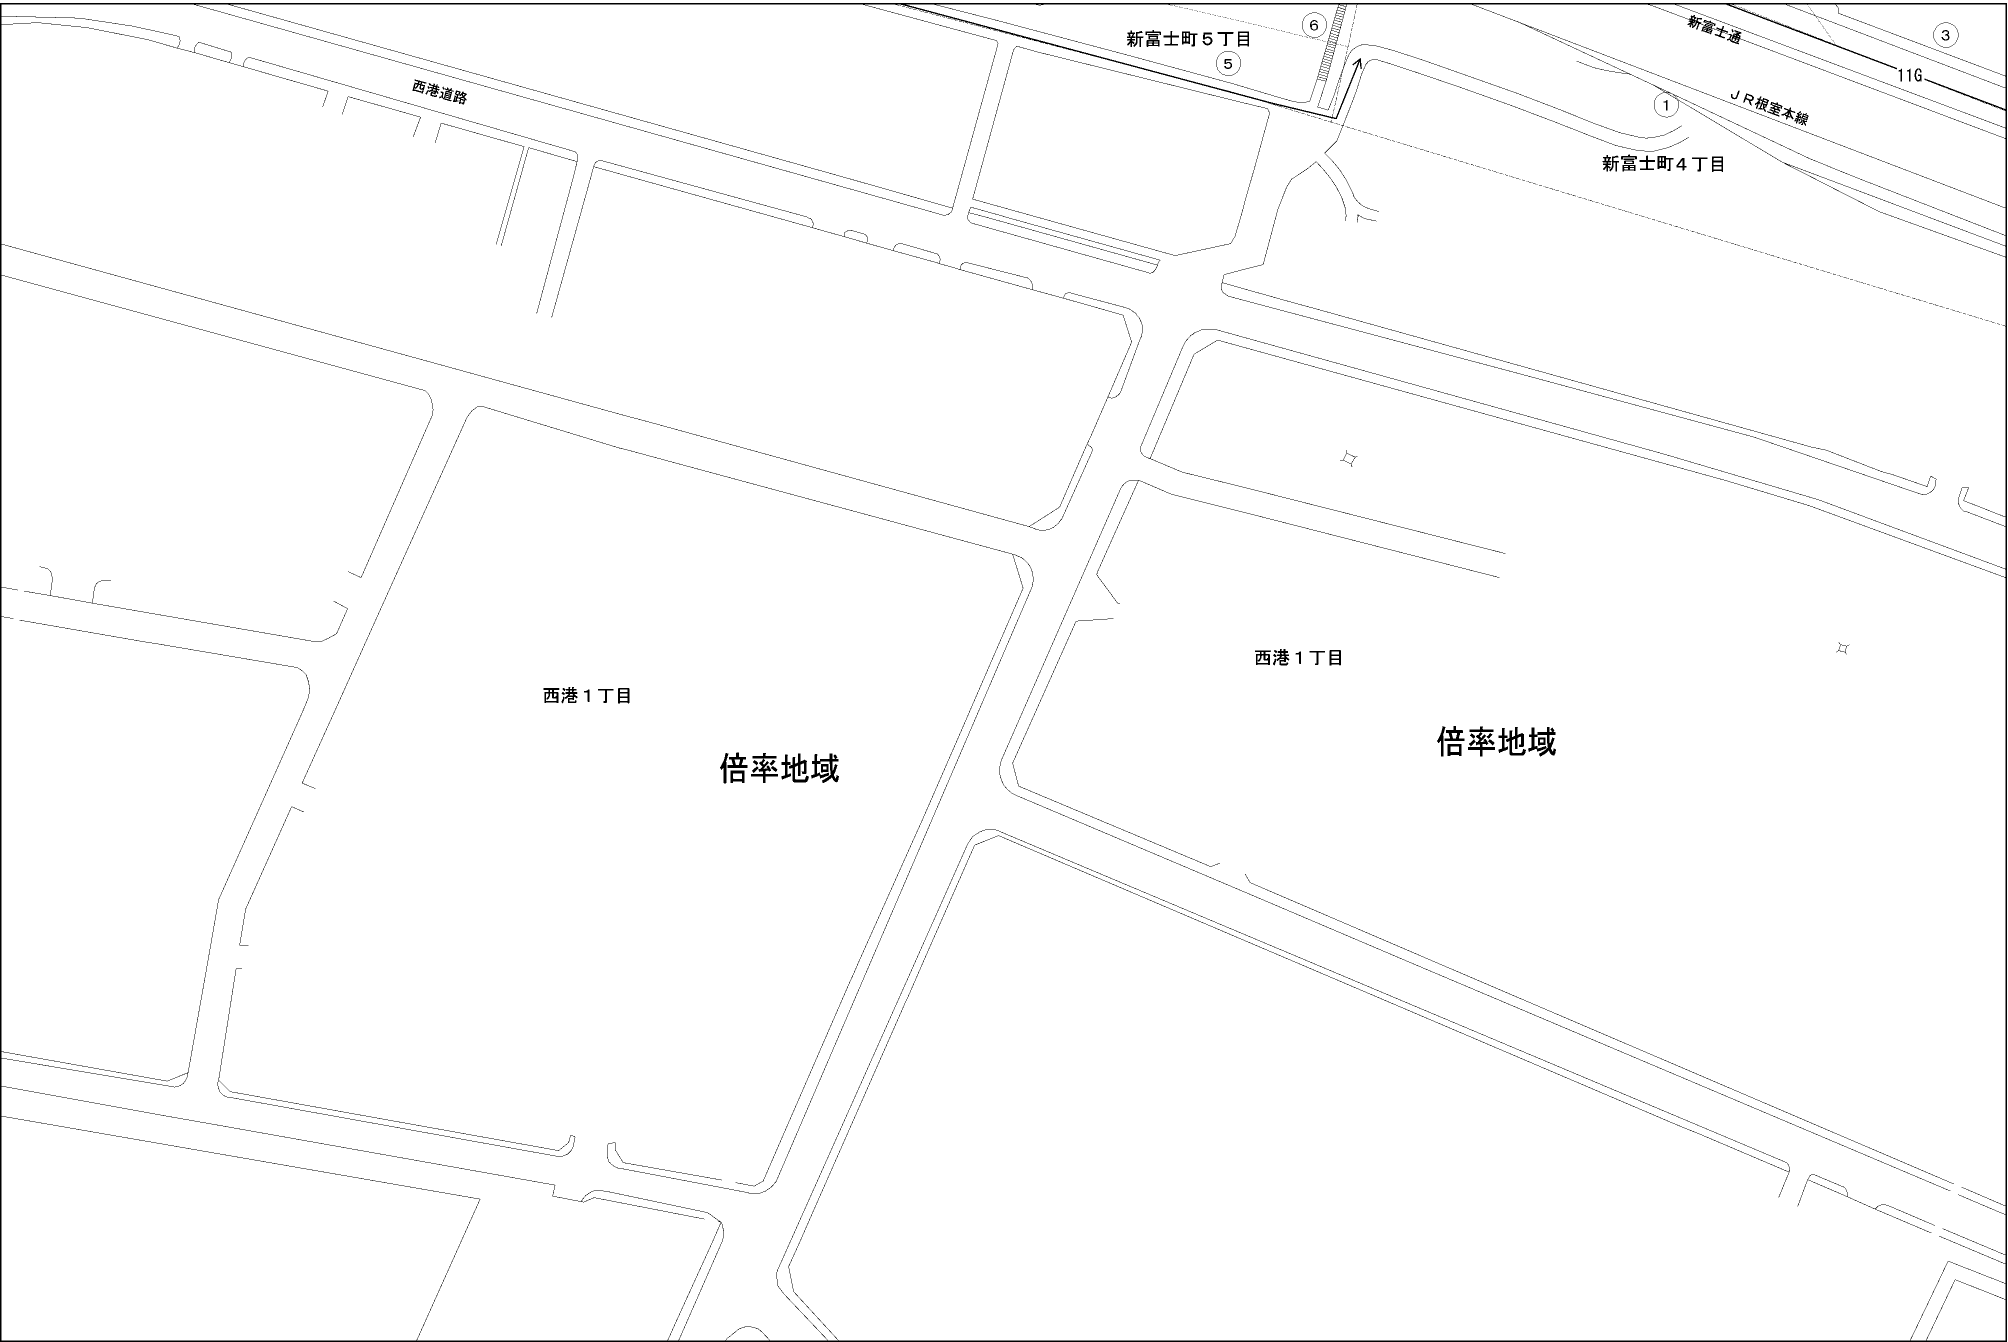 新富士町５丁目
⑥
⑤
新富士通
③
11G
ＪＲ根室本線
①
新富士町４丁目
西港道路
西港１丁目
倍率地域
西港１丁目
倍率地域